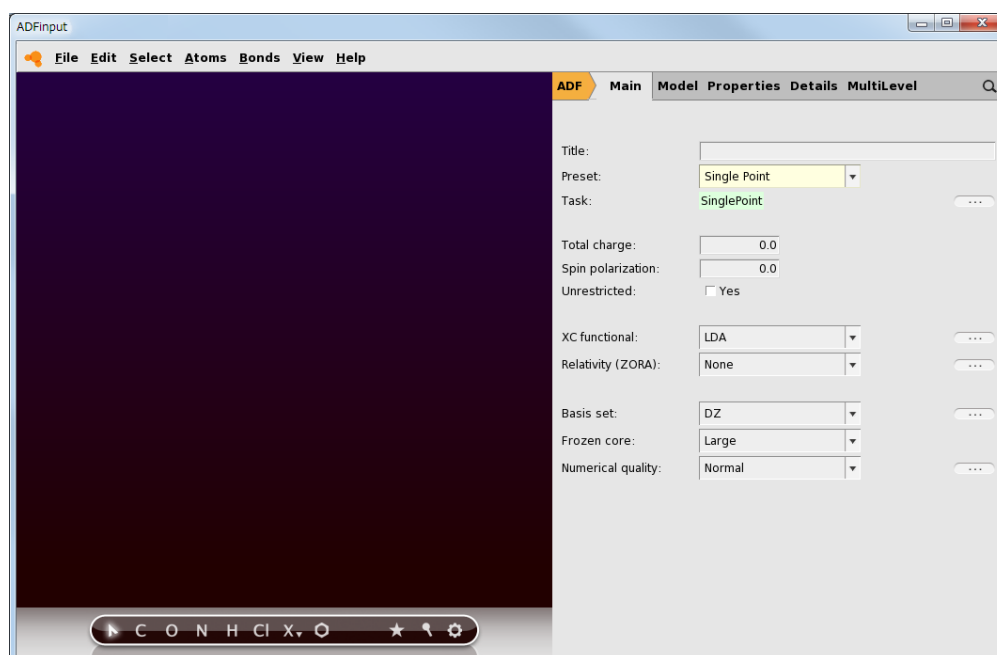 ADFinput
File Edit Select Atoms Bonds View Help
ADF Main Model Properties Details MultiLevel
Title:
Preset: Single Point
Task: SinglePoint ...
Total charge: 0.0
Spin polarization: 0.0
Unrestricted: Yes
XC functional: LDA ...
Relativity (ZORA): None ...
Basis set: DZ ...
Frozen core: Large
Numerical quality: Normal ...
C O N H Cl X